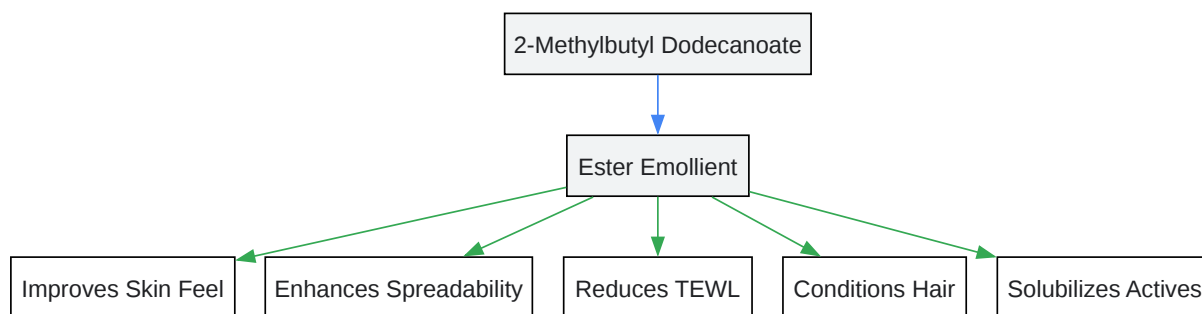 2-Methylbutyl Dodecanoate
Ester Emollient
Improves Skin Feel
Enhances Spreadability
Reduces TEWL
Conditions Hair
Solubilizes Actives